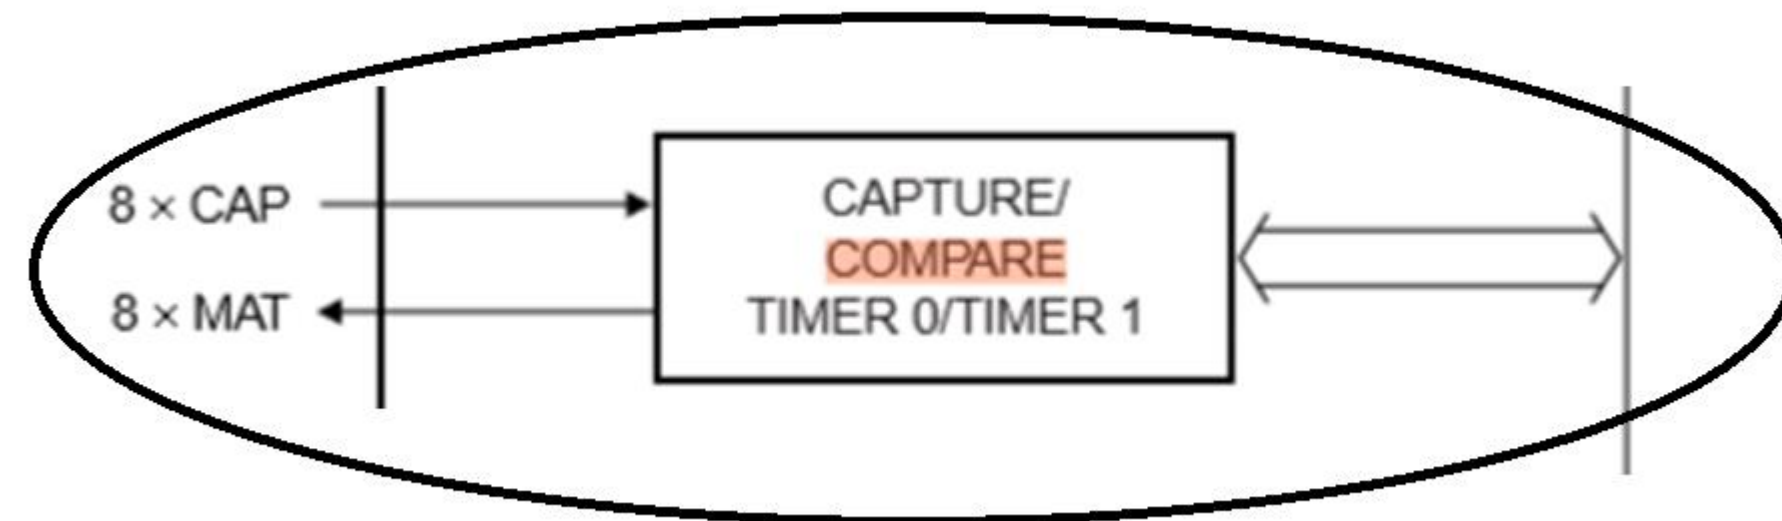 8 × CAP
8 × MAT
CAPTURE/
COMPARE
TIMER 0/TIMER 1